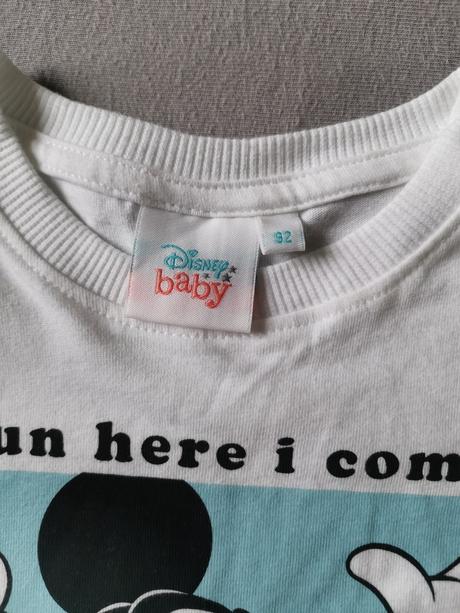 Disney
baby
92
un here i com